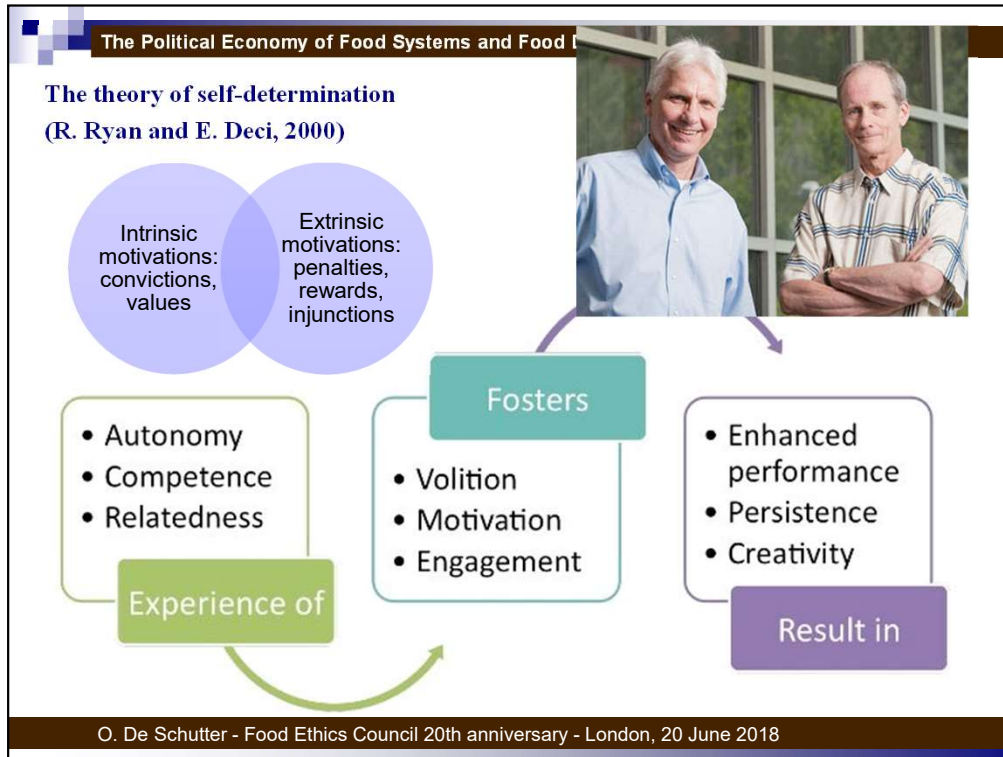 The Political Economy of Food Systems and Food
The theory of self-determination
(R. Ryan and E. Deci, 2000)
Intrinsic
motivations:
convictions,
values
Extrinsic
motivations:
penalties,
rewards,
injunctions
• Autonomy
• Competence
• Relatedness
Experience of
Fosters
• Volition
• Motivation
• Engagement
• Enhanced
performance
• Persistence
• Creativity
Result in
O. De Schutter - Food Ethics Council 20th anniversary - London, 20 June 2018